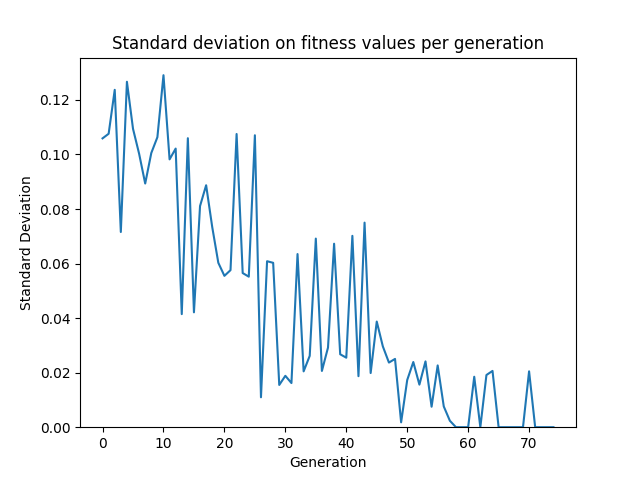 Standard deviation on fitness values per generation
0.12
0.10
0.08
0.06
0.04
0.02
0.00
Standard Deviation
0 10 20 30 40 50 60 70
Generation